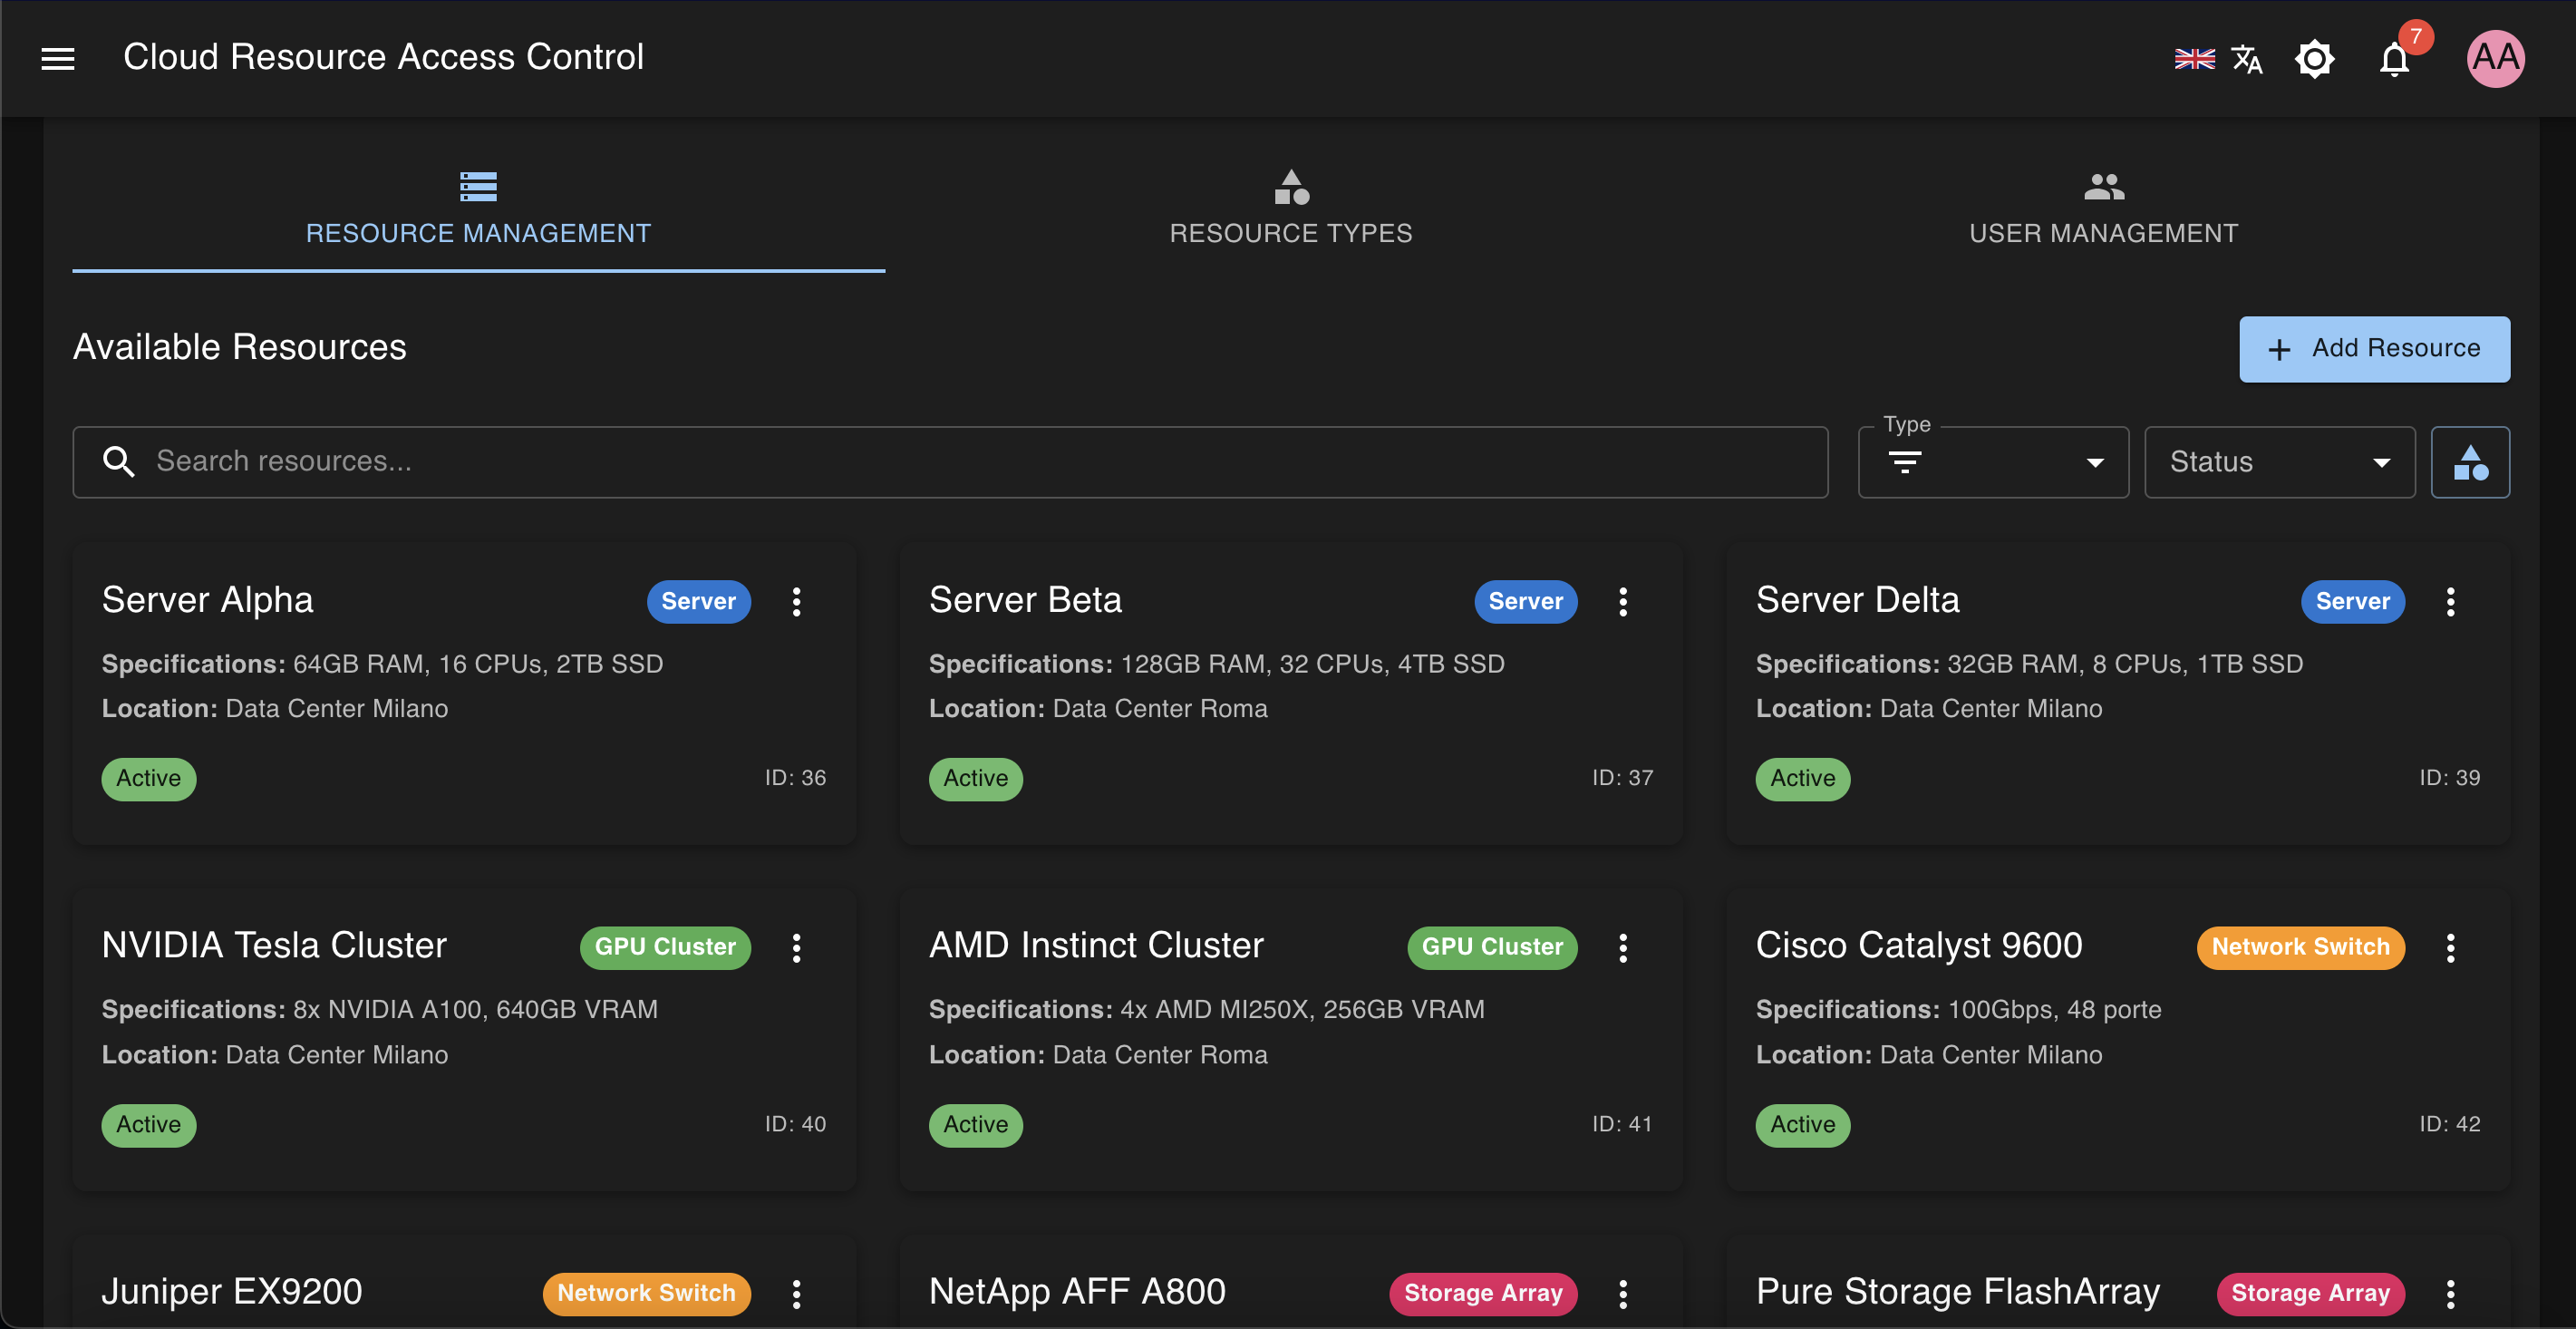 Cloud Resource Access Control
7
AA
RESOURCE MANAGEMENT
RESOURCE TYPES
USER MANAGEMENT
Available Resources
Add Resource
Search resources...
Type
Status
Server Alpha
Server
Specifications: 64GB RAM, 16 CPUs, 2TB SSD
Location: Data Center Milano
Active
ID: 36
Server Beta
Server
Specifications: 128GB RAM, 32 CPUs, 4TB SSD
Location: Data Center Roma
Active
ID: 37
Server Delta
Server
Specifications: 32GB RAM, 8 CPUs, 1TB SSD
Location: Data Center Milano
Active
ID: 39
NVIDIA Tesla Cluster
GPU Cluster
Specifications: 8x NVIDIA A100, 640GB VRAM
Location: Data Center Milano
Active
ID: 40
AMD Instinct Cluster
GPU Cluster
Specifications: 4x AMD MI250X, 256GB VRAM
Location: Data Center Roma
Active
ID: 41
Cisco Catalyst 9600
Network Switch
Specifications: 100Gbps, 48 porte
Location: Data Center Milano
Active
ID: 42
Juniper EX9200
Network Switch
NetApp AFF A800
Storage Array
Pure Storage FlashArray
Storage Array